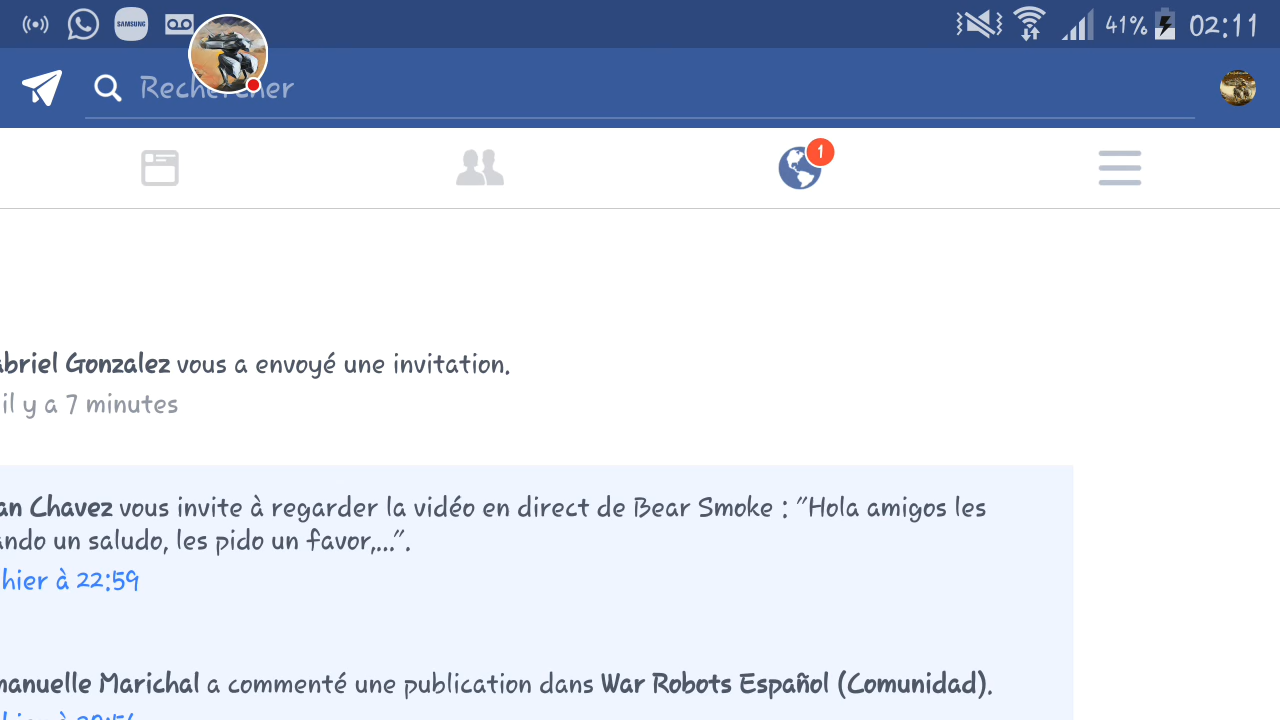 SAMSUNG 41% 02:11
Rechercher
1
abriel Gonzalez vous a envoyé une invitation.
il y a 7 minutes
an Chavez vous invite à regarder la vidéo en direct de Bear Smoke : "Hola amigos les
ando un saludo, les pido un favor,...".
hier à 22:59
manuelle Marichal a commenté une publication dans War Robots Español (Comunidad).
hier à